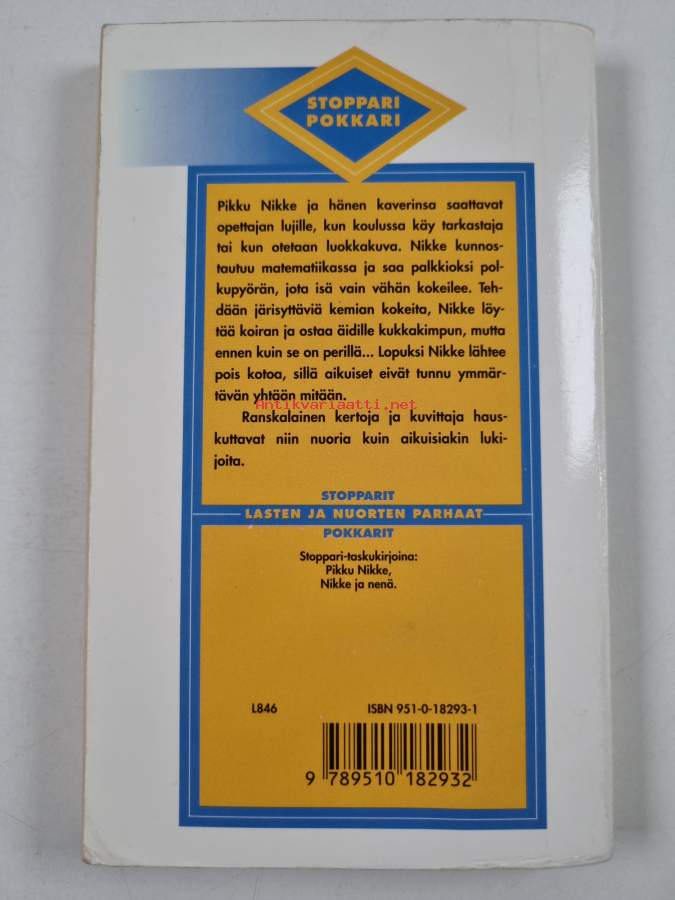 STOPPARI
POKKARI
Pikku Nikke ja hänen kaverinsa saattavat
opettajan lujille, kun koulussa käy tarkastaja
tai kun otetaan luokkakuva. Nikke kunnos-
tautuu matematiikassa ja saa palkkioksi pol-
kupyörän, jota isä vain vähän kokeilee. Teh-
dään järisyttäviä kemian kokeita, Nikke löy-
tää koiran ja ostaa äidille kukkakimpun, mutta
ennen kuin se on perillä... Lopuksi Nikke lähtee
pois kotoa, sillä aikuiset eivät tunnu ymmär-
tävän yhtään mitään.
Antikvariaatti.net
Ranskalainen kertoja ja kuvittaja haus-
kuttavat niin nuoria kuin aikuisiakin luki-
joita.
STOPPARIT
LASTEN JA NUORTEN PARHAAT
POKKARIT
Stoppari-taskukirjoina:
Pikku Nikke,
Nikke ja nenä.
L846 ISBN 951-0-18293-1
9 789510 182932